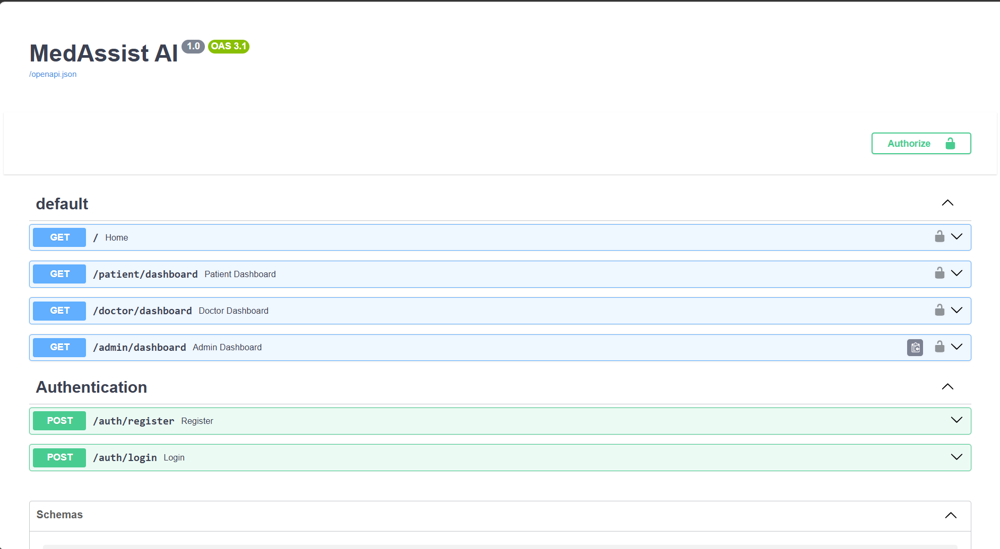 MedAssist AI 1.0 OAS 3.1
/openapi.json
Authorize
default
GET / Home
GET /patient/dashboard Patient Dashboard
GET /doctor/dashboard Doctor Dashboard
GET /admin/dashboard Admin Dashboard
Authentication
POST /auth/register Register
POST /auth/login Login
Schemas